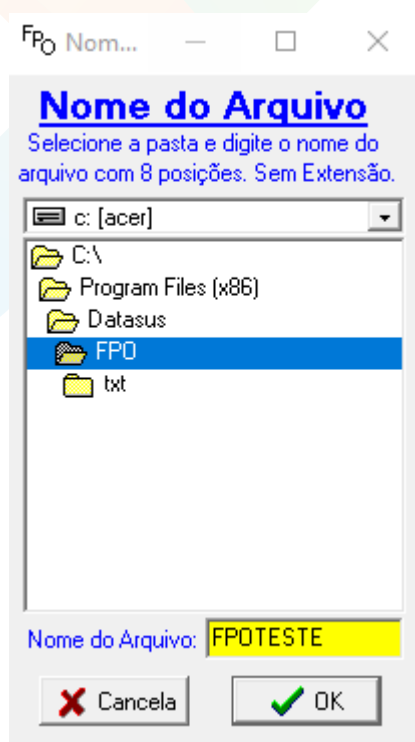 FPO Nom...
Nome do Arquivo
Selecione a pasta e digite o nome do
arquivo com 8 posições. Sem Extensão.
c: [acer]
C:\
Program Files (x86)
Datasus
FPO
txt
Nome do Arquivo: FPOTESTE
Cancela OK